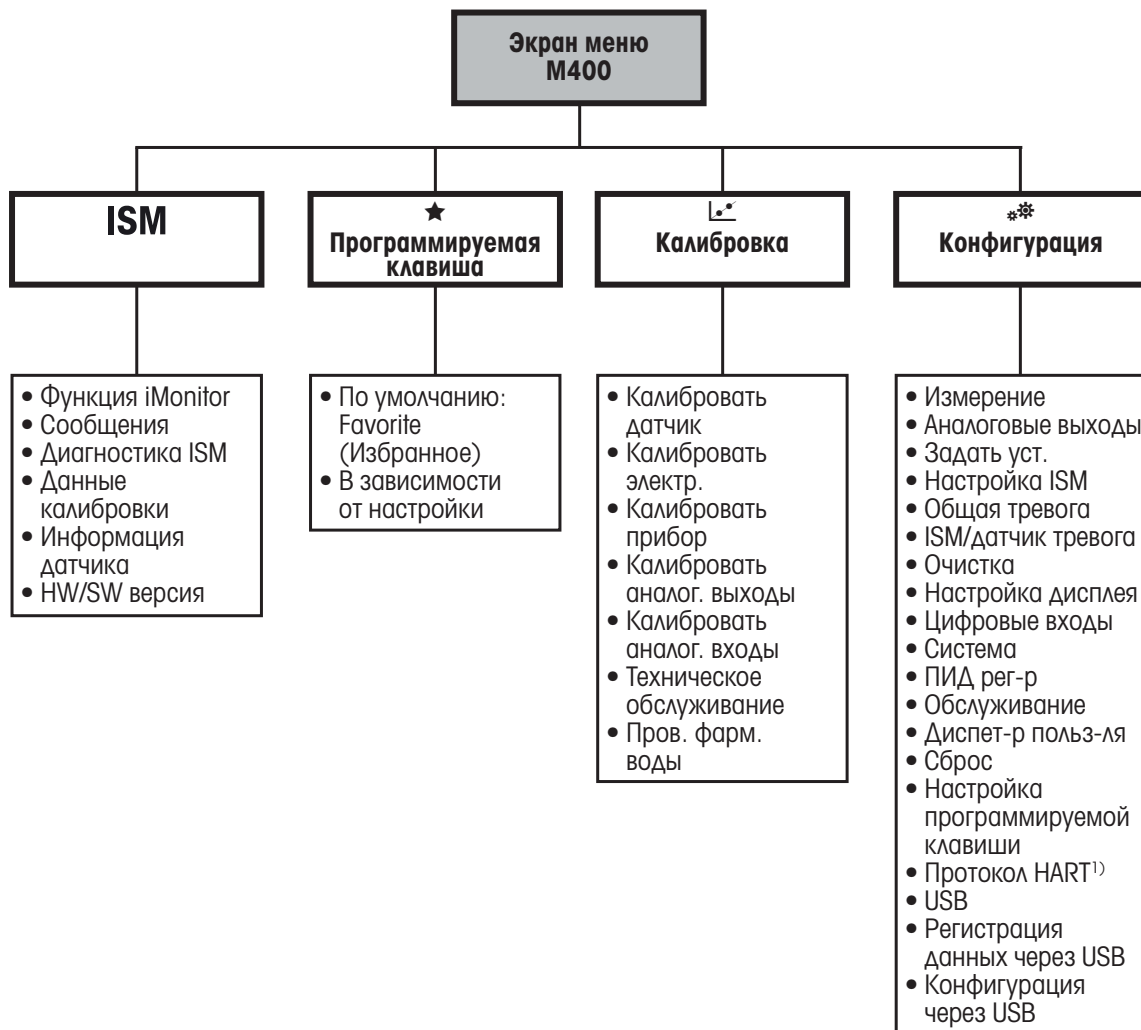 Экран меню
M400
ISM
Программируемая
клавиша
Калибровка
Конфигурация
• Функция iMonitor
• Сообщения
• Диагностика ISM
• Данные
калибровки
• Информация
датчика
• HW/SW версия
• По умолчанию:
Favorite
(Избранное)
• В зависимости
от настройки
• Калибровать
датчик
• Калибровать
электр.
• Калибровать
прибор
• Калибровать
аналог. выходы
• Калибровать
аналог. входы
• Техническое
обслуживание
• Пров. фарм.
воды
• Измерение
• Аналоговые выходы
• Задать уст.
• Настройка ISM
• Общая тревога
• ISM/датчик тревога
• Очистка
• Настройка дисплея
• Цифровые входы
• Система
• ПИД рег-р
• Обслуживание
• Диспет-р польз-ля
• Сброс
• Настройка
программируемой
клавиши
• Протокол HART1)
• USB
• Регистрация
данных через USB
• Конфигурация
через USB